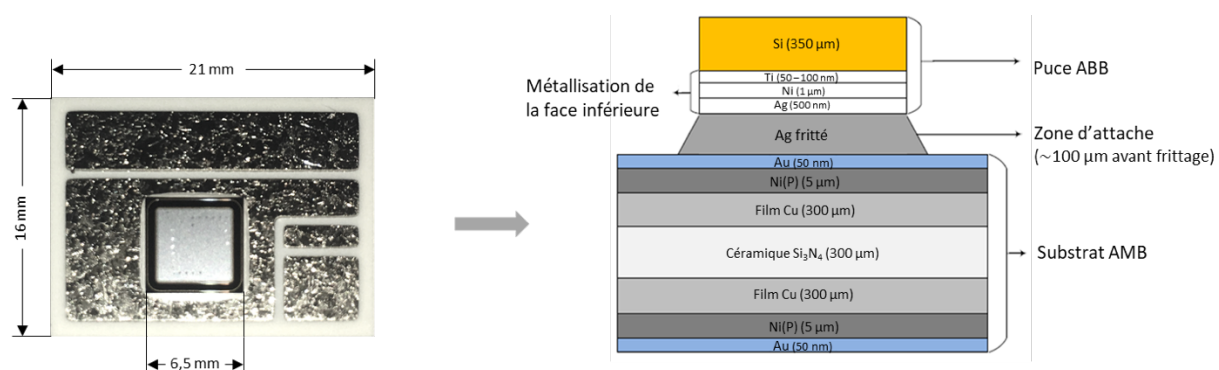 21 mm
16 mm
6,5 mm
Métallisation de
la face inférieure
Si (350 µm)
Ti (50–100 nm)
Ni (1 µm)
Ag (500 nm)
Puce ABB
Ag fritté
Zone d'attache
(~100 µm avant frittage)
Au (50 nm)
Ni(P) (5 µm)
Film Cu (300 µm)
Céramique Si₃N₄ (300 µm)
Film Cu (300 µm)
Ni(P) (5 µm)
Au (50 nm)
Substrat AMB